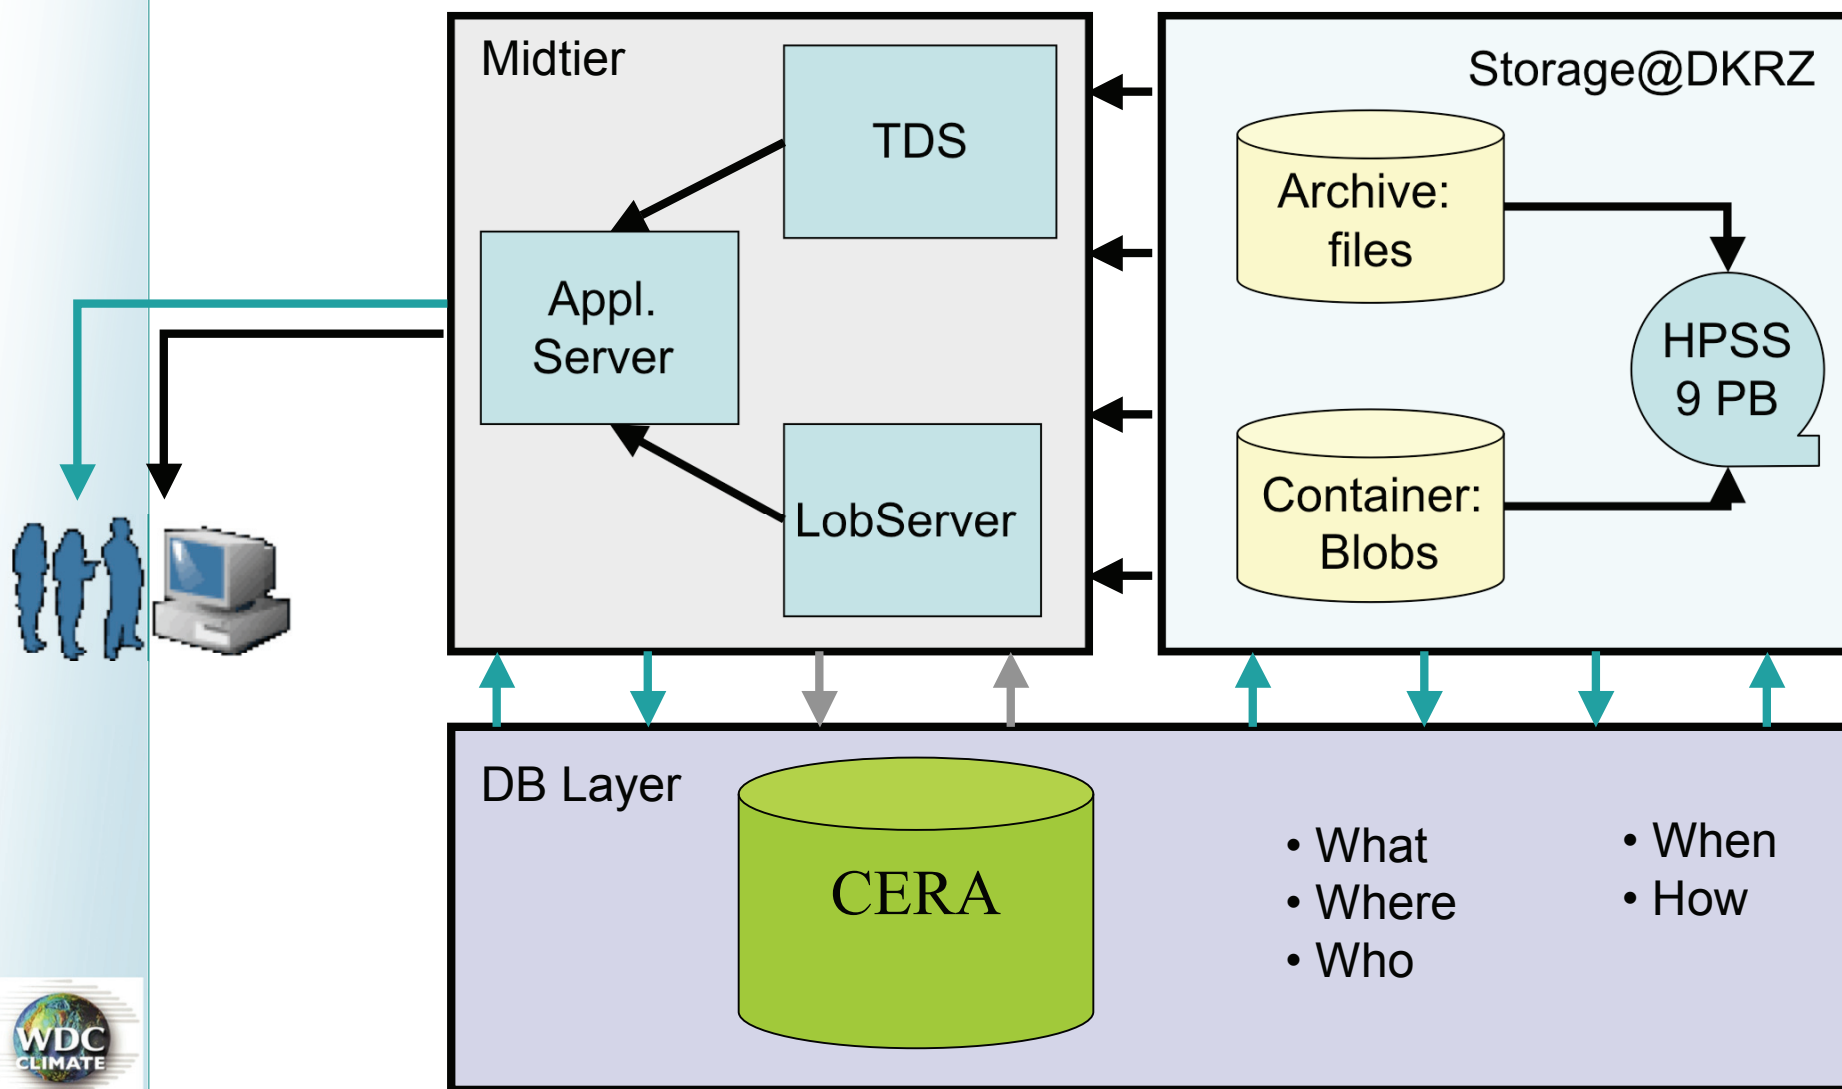 Midtier
TDS
Appl.
Server
LobServer
Storage@DKRZ
Archive:
files
HPSS
9 PB
Container:
Blobs
DB Layer
CERA
• What
• Where
• Who
• When
• How
WDC
CLIMATE